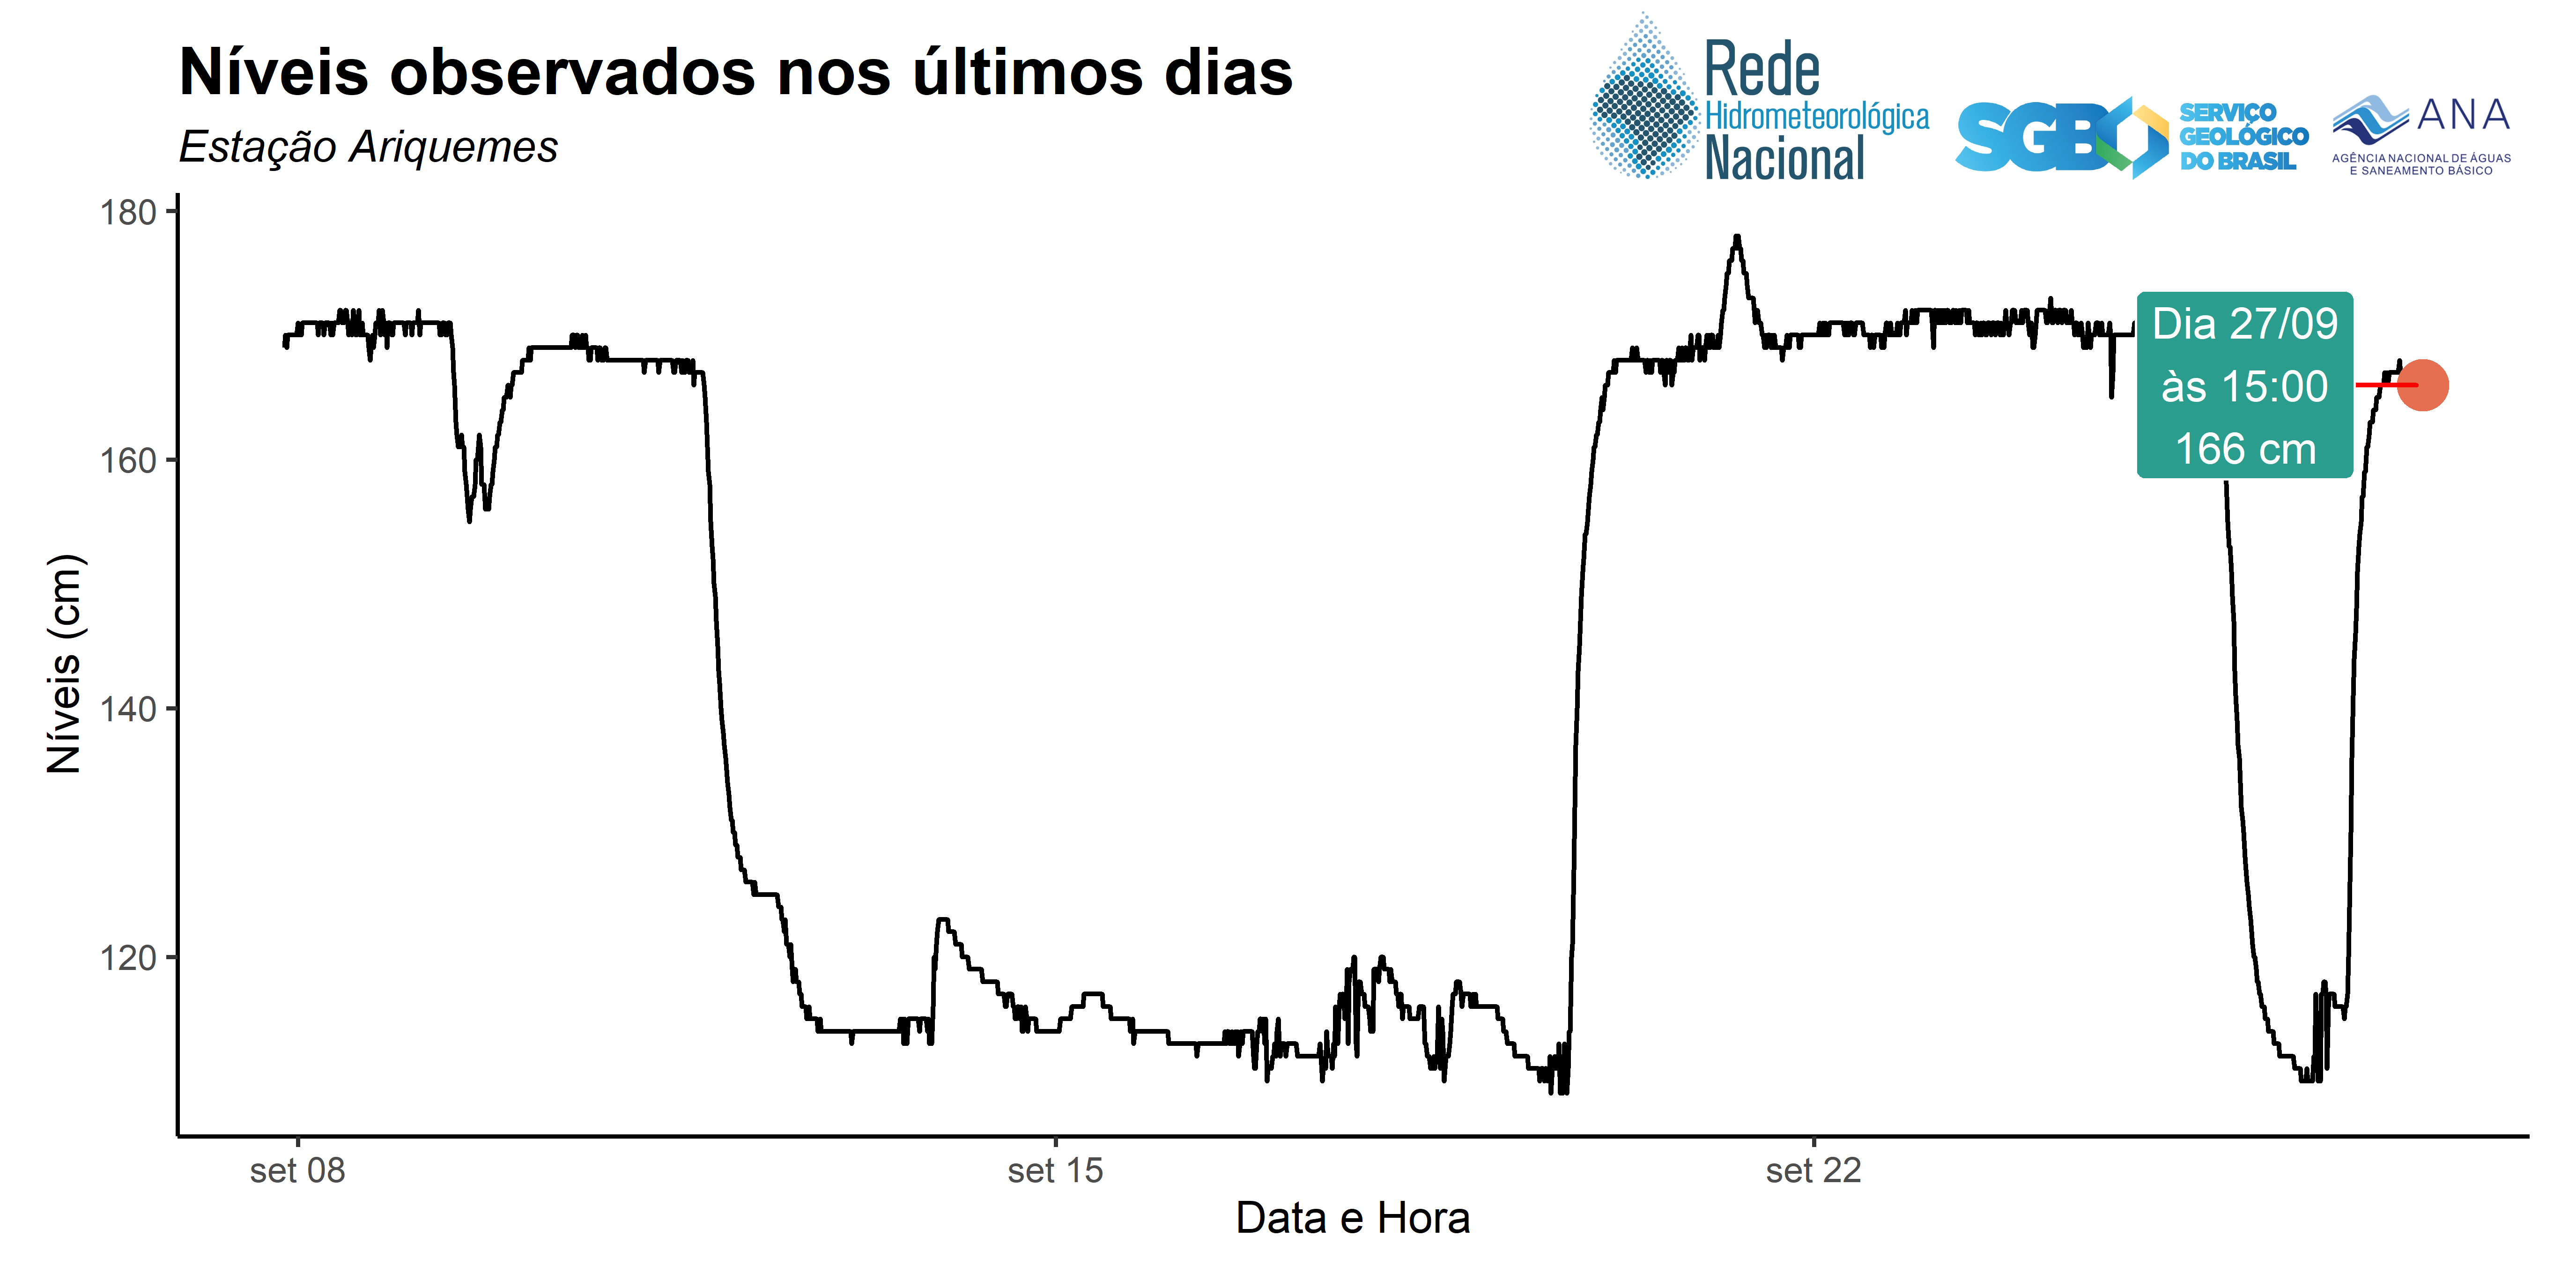 Níveis observados nos últimos dias
Estação Ariquemes
Rede
Hidrometeorológica
Nacional
SGB
SERVIÇO
GEOLÓGICO
DO BRASIL
ANA
AGÊNCIA NACIONAL DE ÁGUAS
E SANEAMENTO BÁSICO
180
160
140
120
Níveis (cm)
Dia 27/09
às 15:00
166 cm
set 08
set 15
set 22
Data e Hora